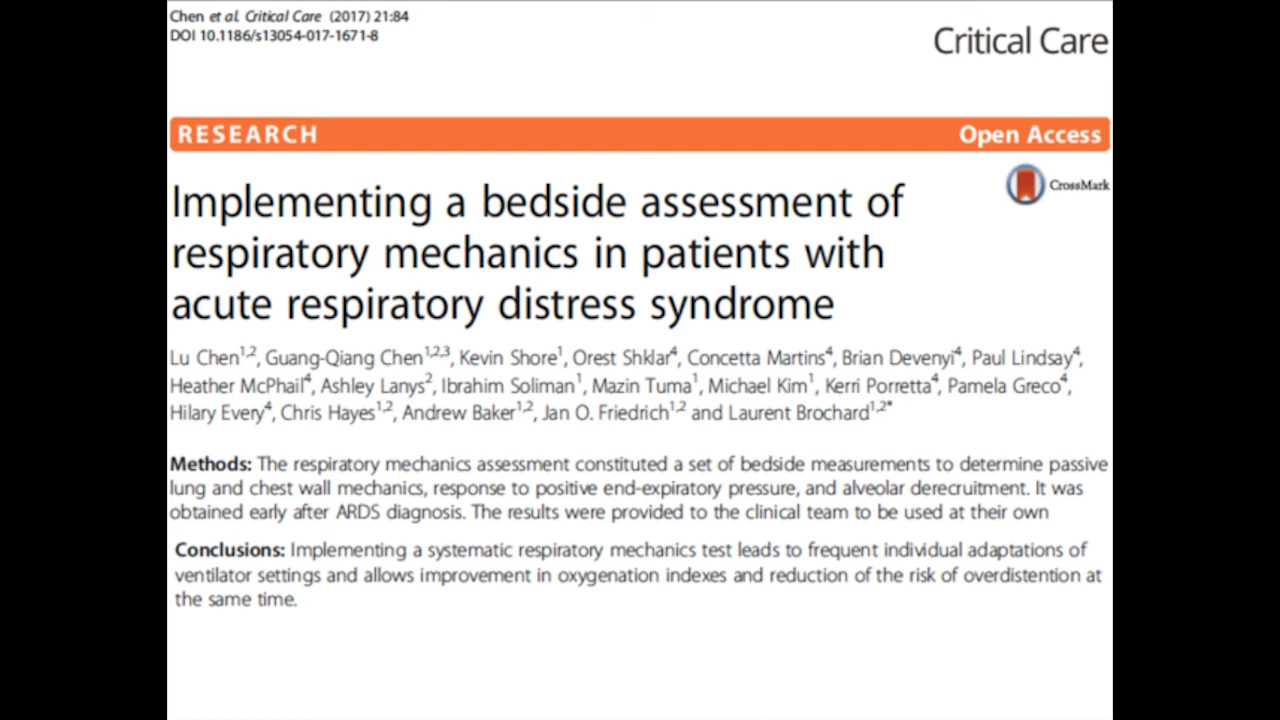 Chen et al. Critical Care (2017) 21:84
DOI 10.1186/s13054-017-1671-8
Critical Care
RESEARCH
Open Access
CrossMark
Implementing a bedside assessment of
respiratory mechanics in patients with
acute respiratory distress syndrome
Lu Chen1,2, Guang-Qiang Chen1,2,3, Kevin Shore1, Orest Shklar4, Concetta Martins4, Brian Devenyi4, Paul Lindsay4,
Heather McPhail4, Ashley Lanys2, Ibrahim Soliman1, Mazin Tuma1, Michael Kim1, Kerri Porretta4, Pamela Greco4,
Hilary Every4, Chris Hayes1,2, Andrew Baker1,2, Jan O. Friedrich1,2 and Laurent Brochard1,2*
Methods: The respiratory mechanics assessment constituted a set of bedside measurements to determine passive
lung and chest wall mechanics, response to positive end-expiratory pressure, and alveolar derecruitment. It was
obtained early after ARDS diagnosis. The results were provided to the clinical team to be used at their own
Conclusions: Implementing a systematic respiratory mechanics test leads to frequent individual adaptations of
ventilator settings and allows improvement in oxygenation indexes and reduction of the risk of overdistention at
the same time.